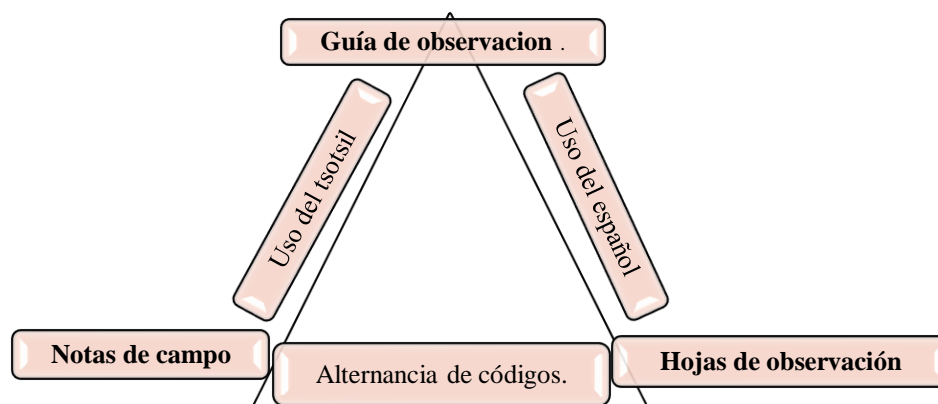 Guía de observacion .
Uso del tsotsil
Uso del español
Notas de campo
Alternancia de códigos.
Hojas de observación